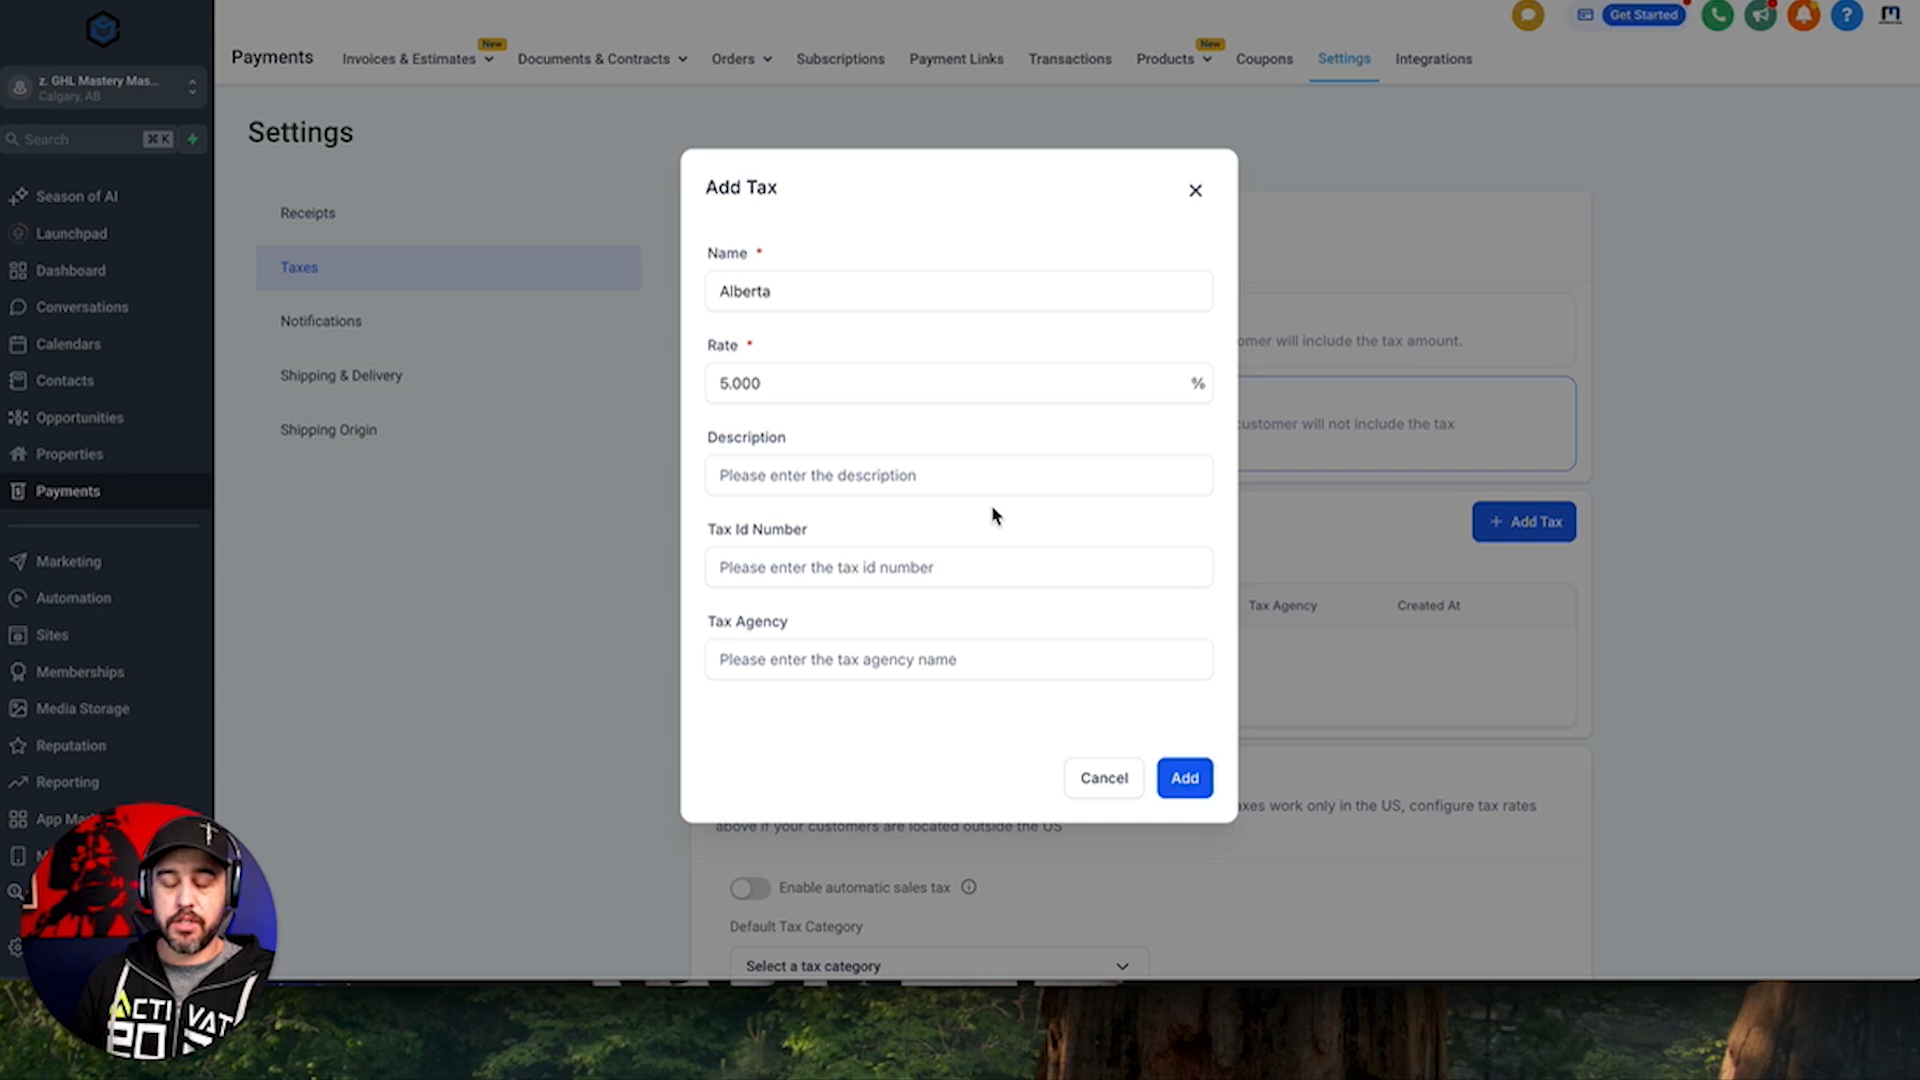 Get Started
Payments
Invoices & Estimates
New
Documents & Contracts
Orders
Subscriptions
Payment Links
Transactions
Products
New
Coupons
Settings
Integrations
z. GHL Mastery Mas...
Calgary, AB
Search
⌘ K
Season of AI
Launchpad
Dashboard
Conversations
Calendars
Contacts
Opportunities
Properties
Payments
Marketing
Automation
Sites
Memberships
Media Storage
Reputation
Reporting
App Ma
Settings
Receipts
Taxes
Notifications
Shipping & Delivery
Shipping Origin
Add Tax
Name *
Alberta
Rate *
5.000
%
Description
Please enter the description
Tax Id Number
Please enter the tax id number
Tax Agency
Please enter the tax agency name
Cancel
Add
omer will include the tax amount.
customer will not include the tax
+ Add Tax
Tax Agency
Created At
axes work only in the US, configure tax rates
above if your customers are located outside the US
Enable automatic sales tax
Default Tax Category
Select a tax category
ACTIVAT
20